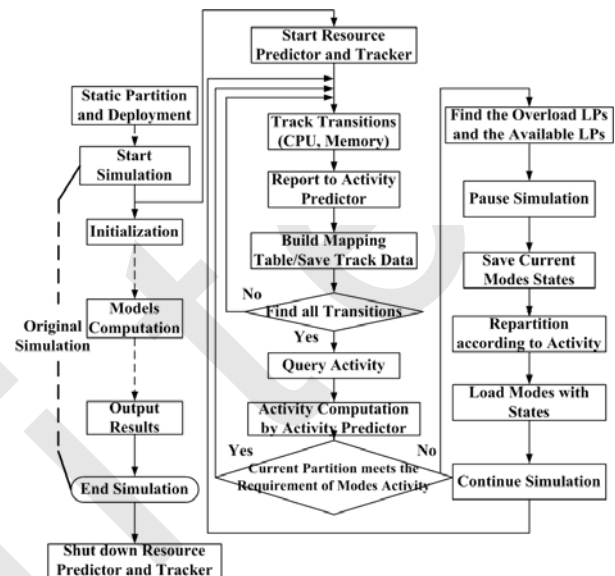 Static Partition
and Deployment
Start
Simulation
Initialization
Models
Computation
Original
Simulation
Output
Results
End Simulation
Shut down Resource
Predictor and Tracker
Start Resource
Predictor and Tracker
Track Transitions
(CPU, Memory)
Report to Activity
Predictor
Build Mapping
Table/Save Track Data
No
Find all Transitions
Yes
Query Activity
Activity Computation
by Activity Predictor
Yes
No
Current Partition meets the
Requirement of Modes Activity
Find the Overload LPs
and the Available LPs
Pause Simulation
Save Current
Modes States
Repartition
according to Activity
Load Modes with
States
Continue Simulation